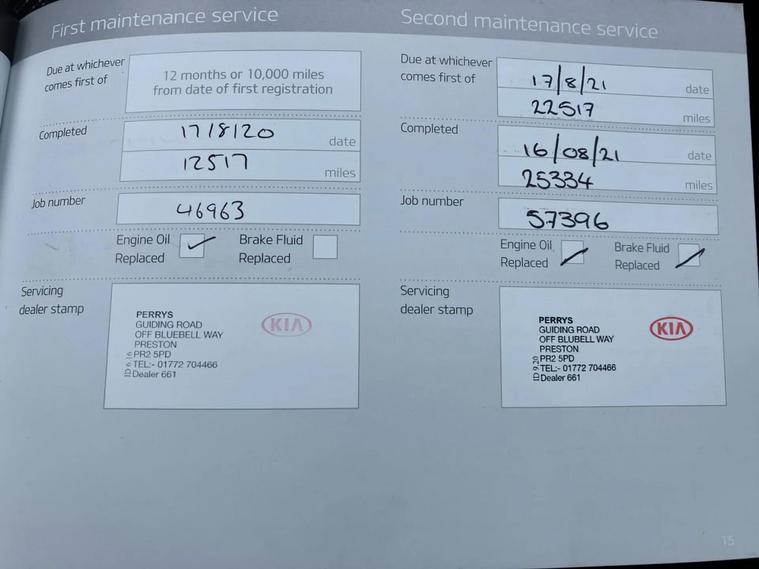 First maintenance service
Due at whichever
comes first of
12 months or 10,000 miles
from date of first registration
Completed
17/8/20
date
12517
miles
Job number
46963
Engine Oil
Replaced
Brake Fluid
Replaced
Servicing
dealer stamp
PERRYS
GUIDING ROAD
OFF BLUEBELL WAY
PRESTON
PR2 5PD
TEL:- 01772 704466
Dealer 661
KIA
Second maintenance service
Due at whichever
comes first of
17/8/21
date
22517
miles
Completed
16/08/21
date
25334
miles
Job number
57396
Engine Oil
Replaced
Brake Fluid
Replaced
Servicing
dealer stamp
PERRYS
GUIDING ROAD
OFF BLUBELL WAY
PRESTON
PR2 5PD
TEL:- 01772 704466
Dealer 661
KIA
15